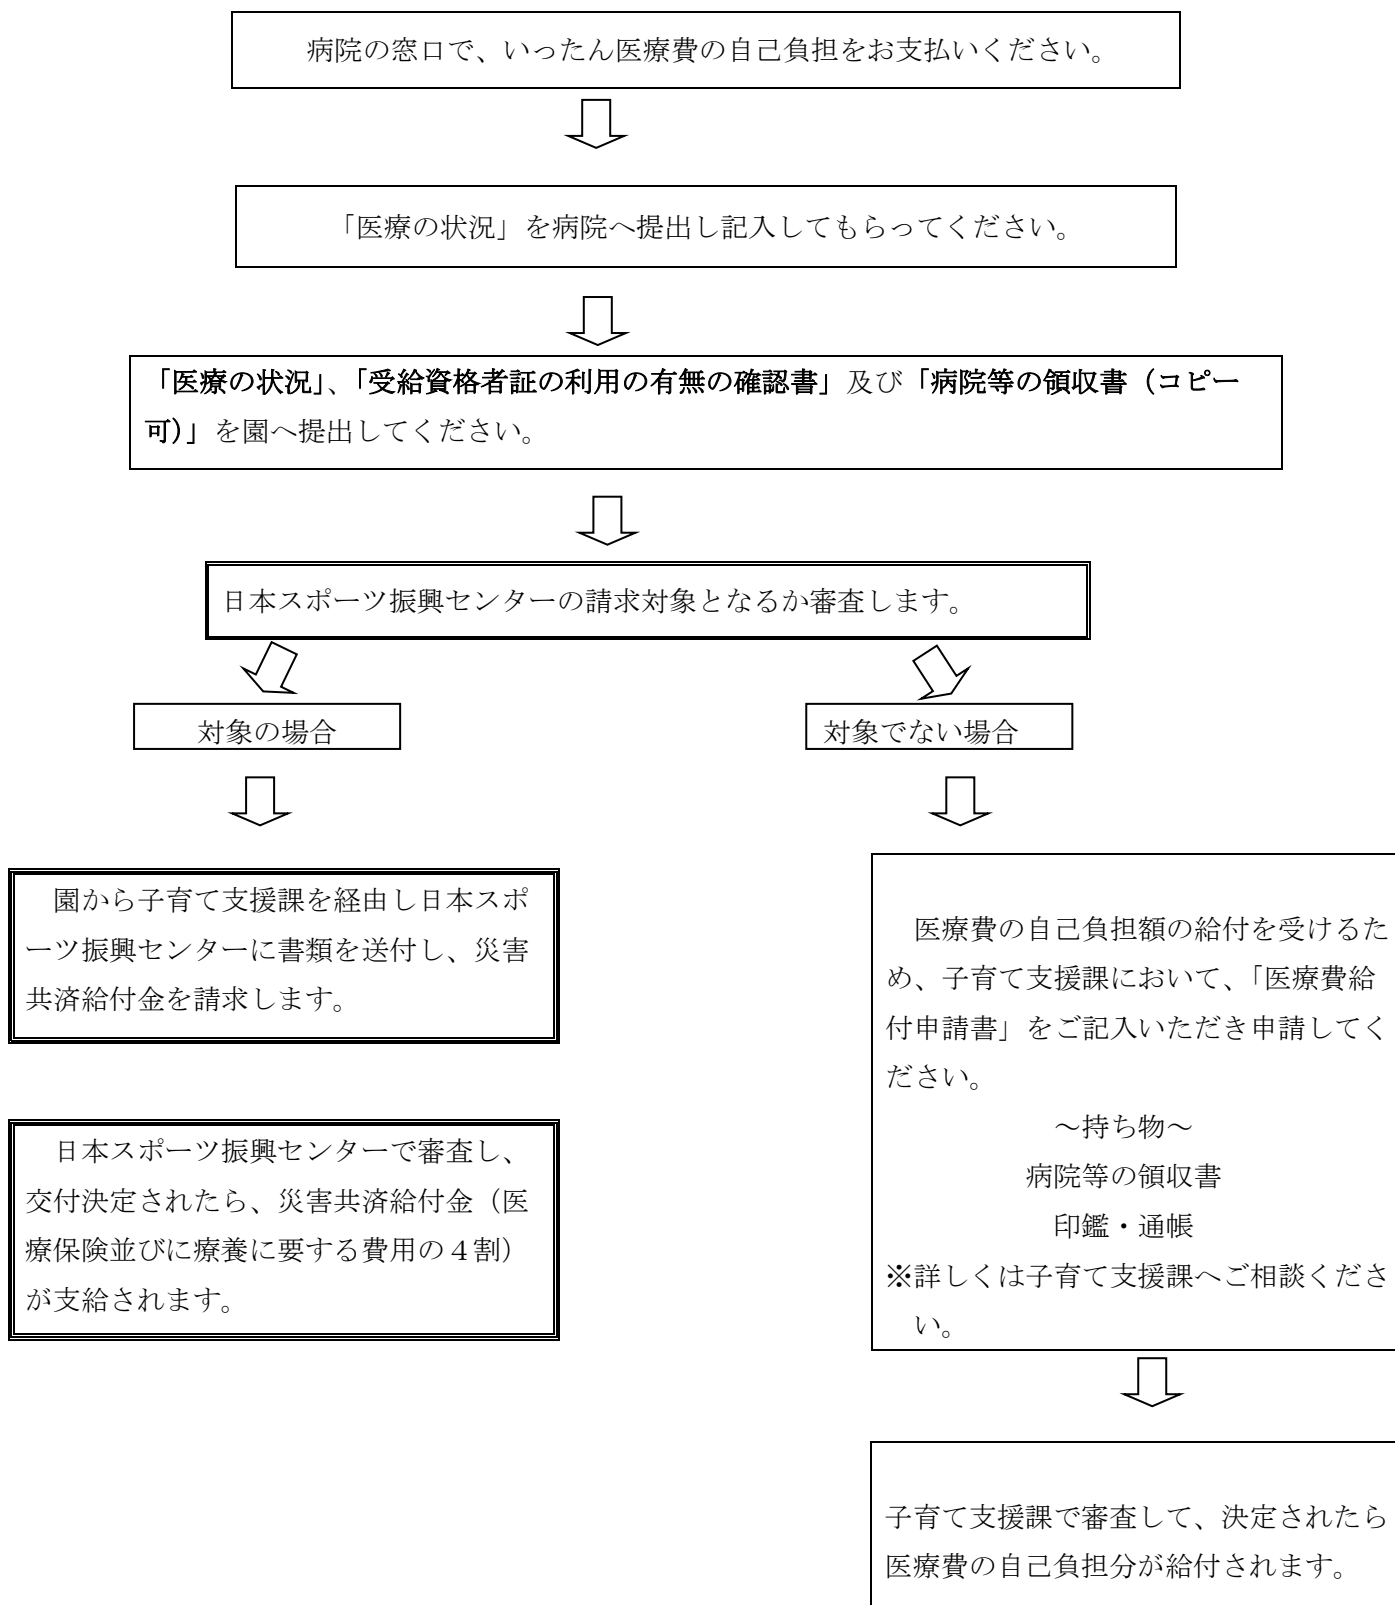 病院の窓口で、いったん医療費の自己負担をお支払いください。
「医療の状況」を病院へ提出し記入してもらってください。
「医療の状況」、「受給資格者証の利用の有無の確認書」及び「病院等の領収書（コピー
可）」を園へ提出してください。
日本スポーツ振興センターの請求対象となるか審査します。
対象の場合
対象でない場合
園から子育て支援課を経由し日本スポ
ーツ振興センターに書類を送付し、災害
共済給付金を請求します。
日本スポーツ振興センターで審査し、
交付決定されたら、災害共済給付金（医
療保険並びに療養に要する費用の４割）
が支給されます。
医療費の自己負担額の給付を受けるた
め、子育て支援課において、「医療費給
付申請書」をご記入いただき申請してく
ださい。
～持ち物～
病院等の領収書
印鑑・通帳
※詳しくは子育て支援課へご相談くださ
い。
子育て支援課で審査して、決定されたら
医療費の自己負担分が給付されます。